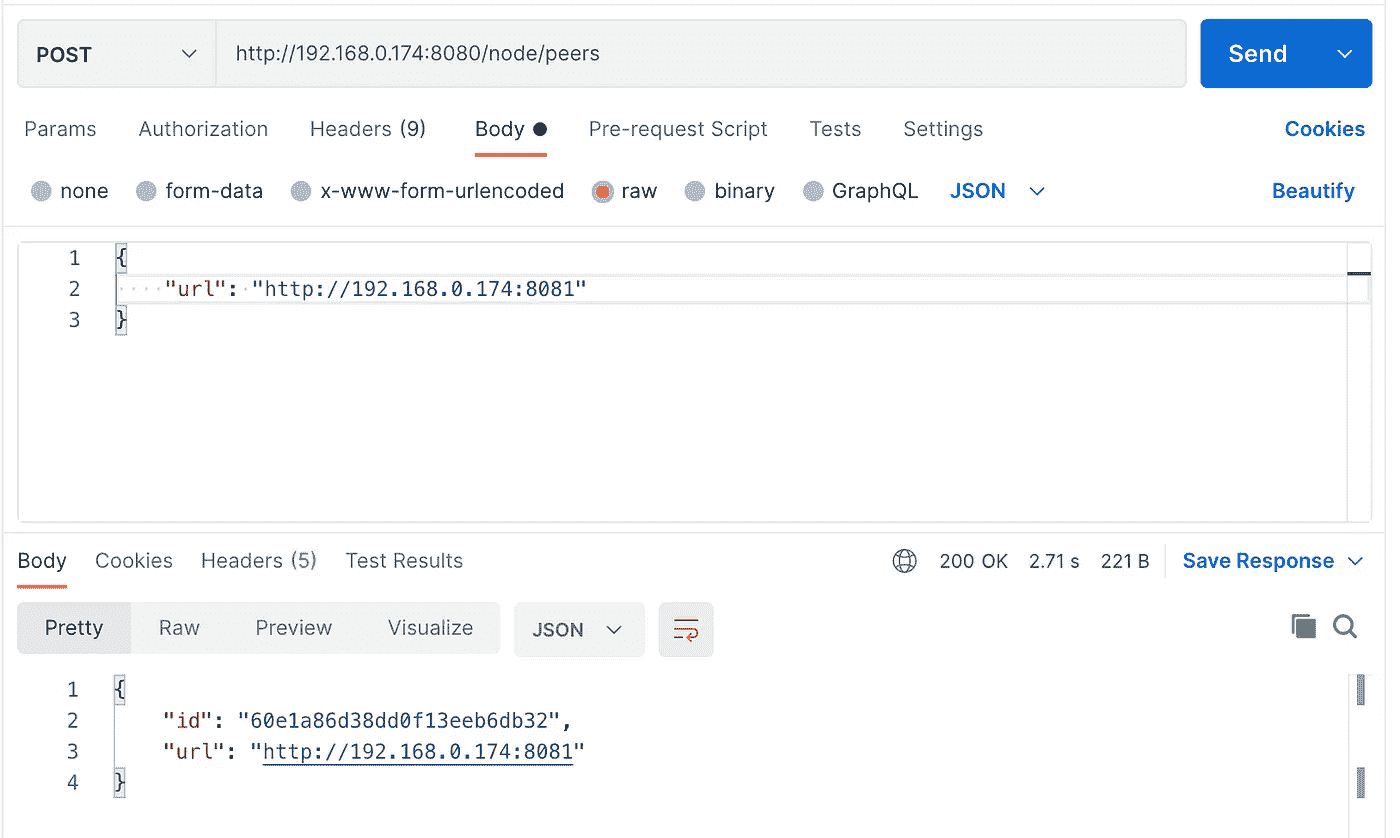 POST http://192.168.0.174:8080/node/peers Send
Params Authorization Headers (9) Body Pre-request Script Tests Settings Cookies
none form-data x-www-form-urlencoded raw binary GraphQL JSON Beautify
1 {
2 "url": "http://192.168.0.174:8081"
3 }
Body Cookies Headers (5) Test Results 200 OK 2.71 s 221 B Save Response
Pretty Raw Preview Visualize JSON
1 {
2 "id": "60e1a86d38dd0f13eeb6db32",
3 "url": "http://192.168.0.174:8081"
4 }